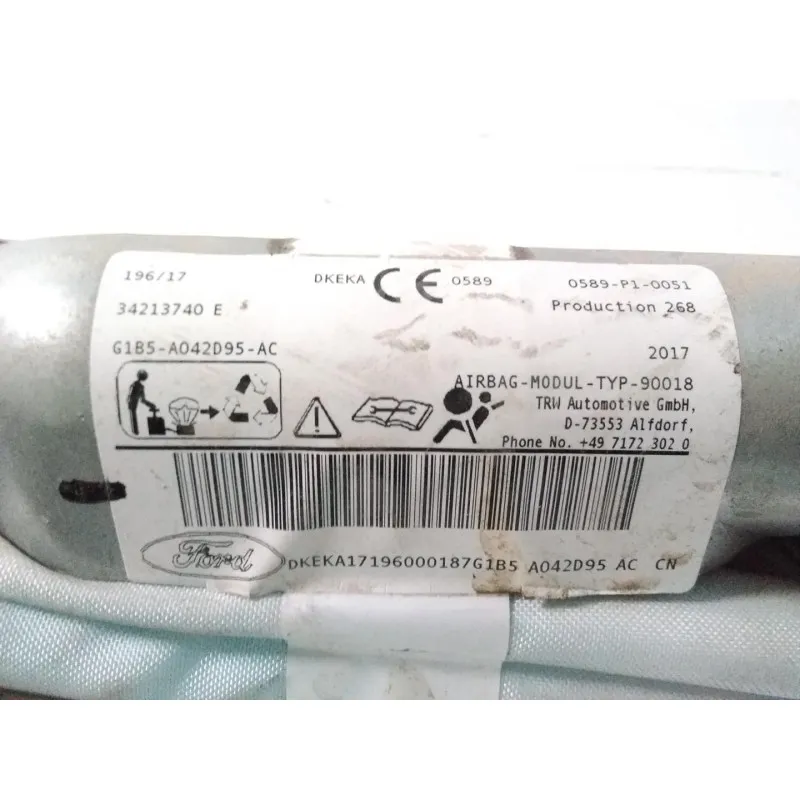 196/17 DKEKA CE 0589 0589-P1-0051
34213740 E s Production 268
G1B5-A042D95-AC 2017
AIRBAG-MODUL-TYP-90018
TRW Automotive GmbH,
D-73553 Alfdorf,
Phone No. +49 7172 302 0
Ford DKEKA17196000187G1B5 A042D95 AC CN